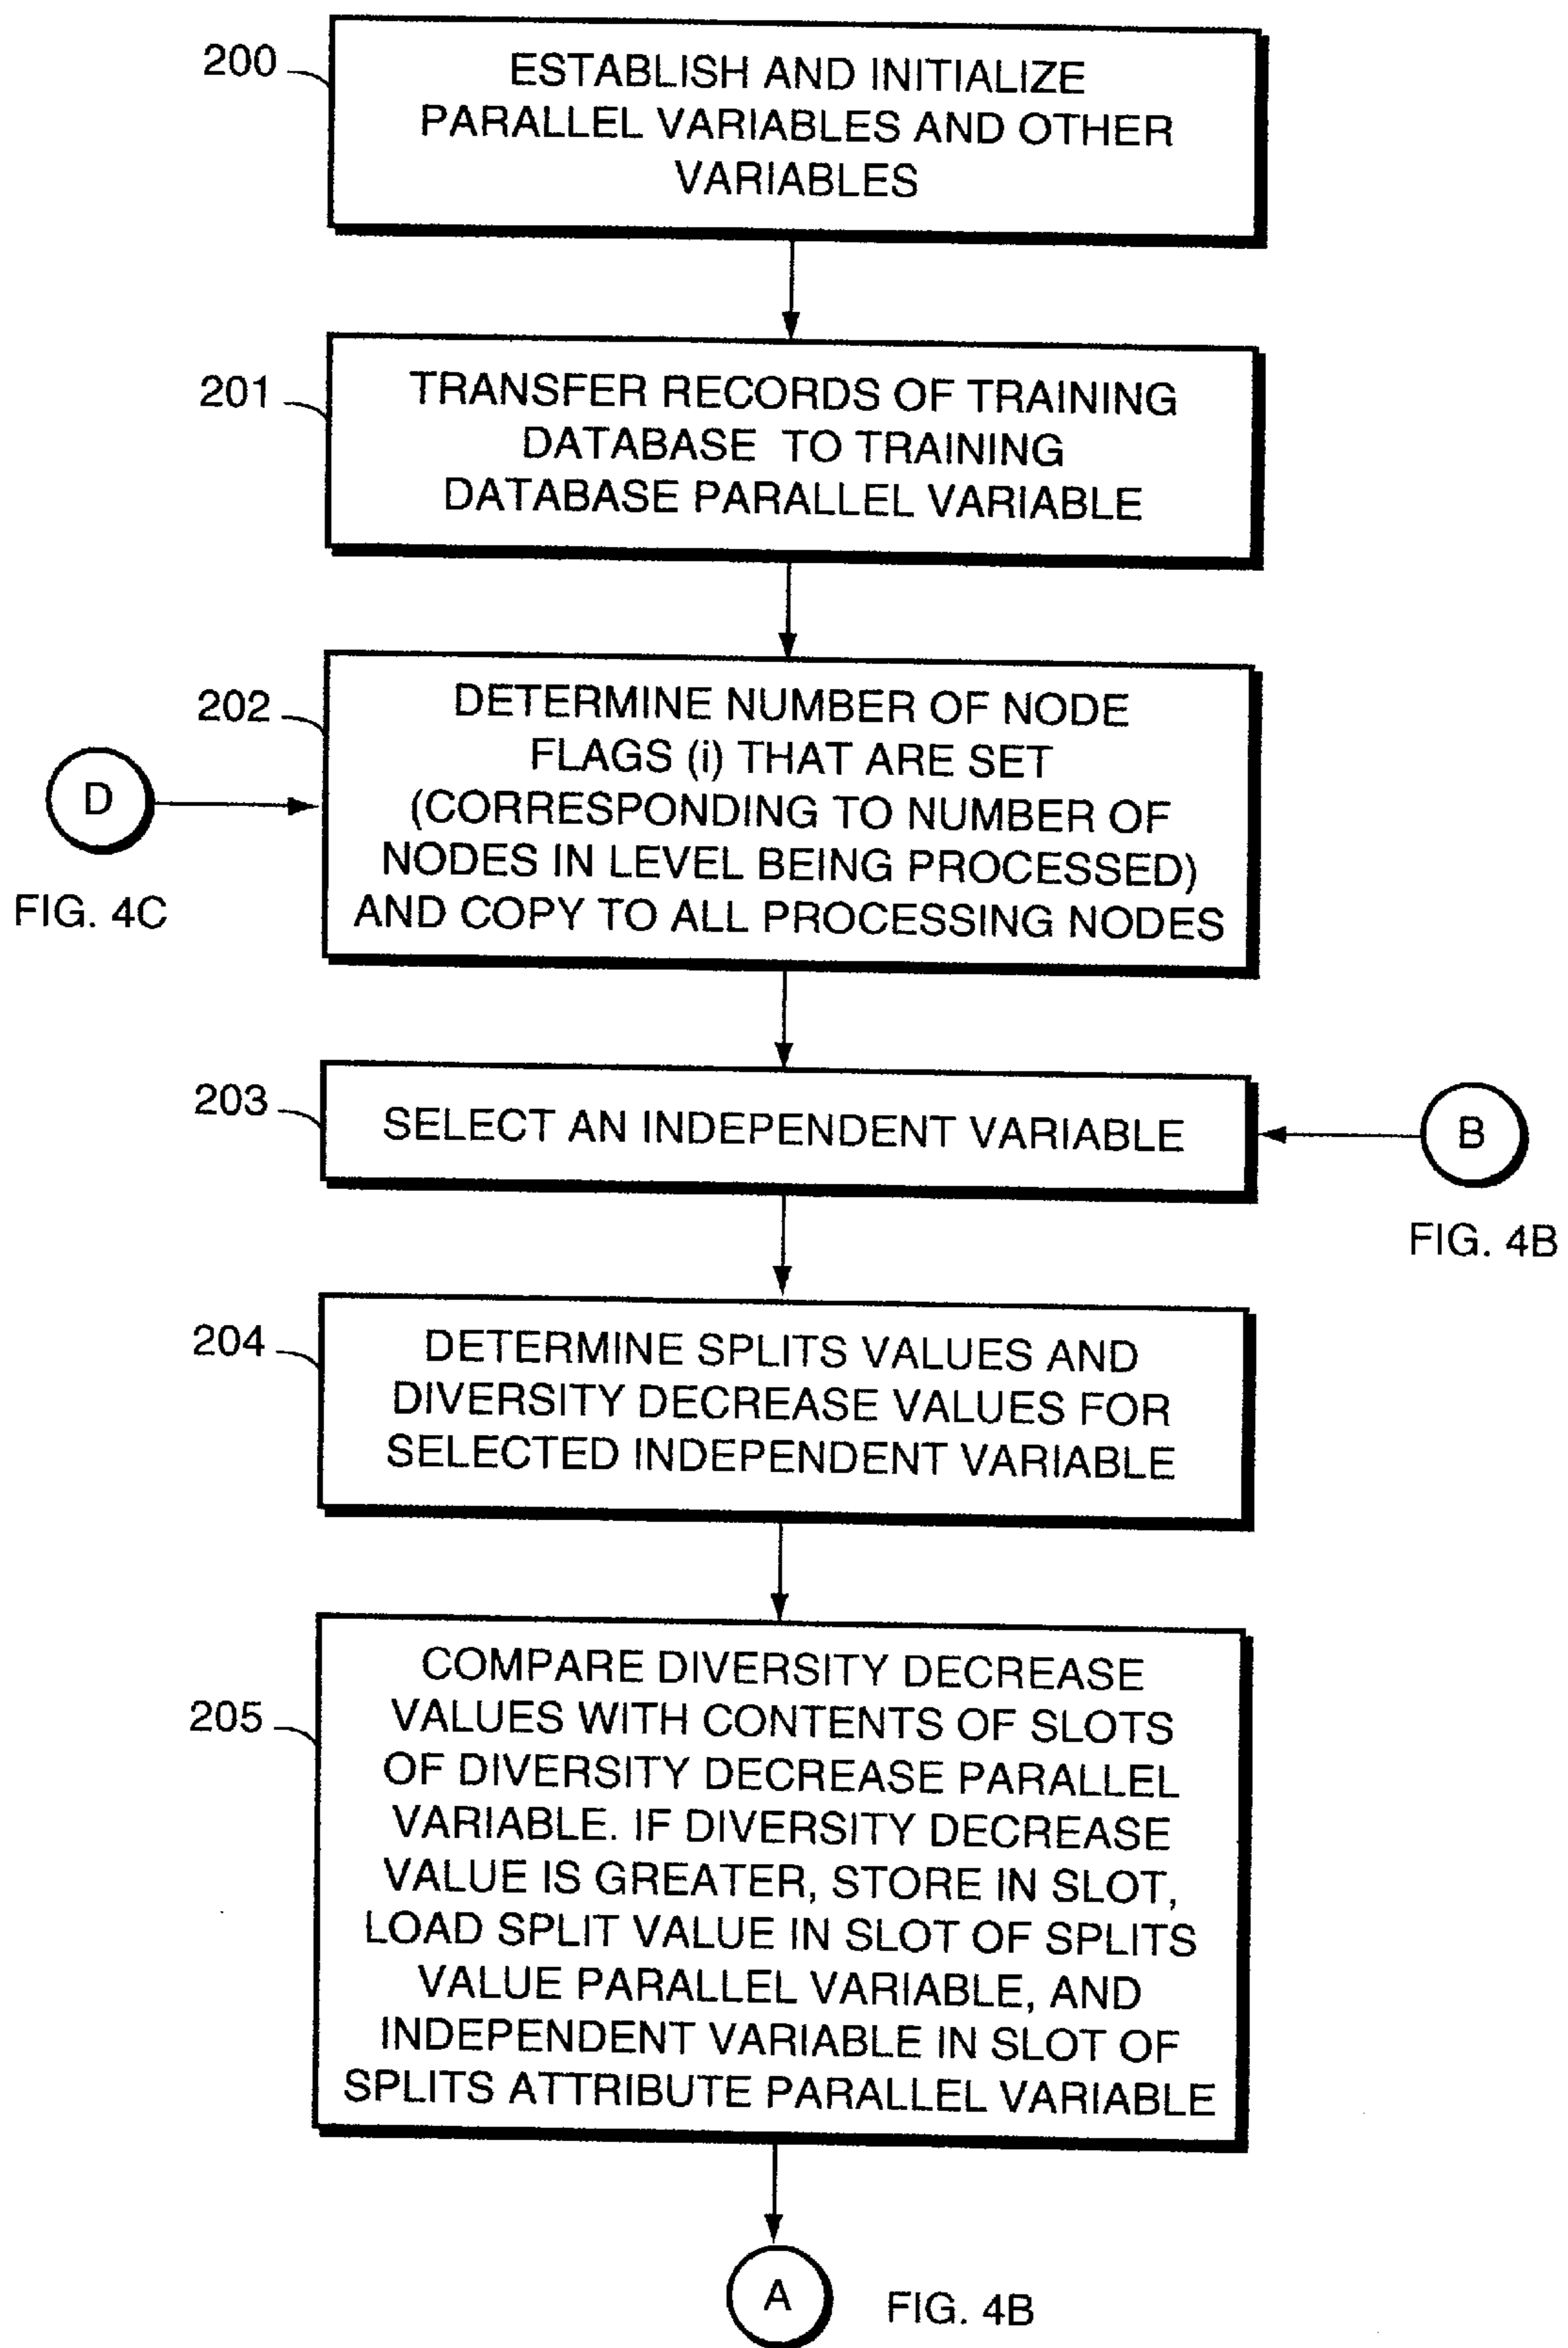 200
ESTABLISH AND INITIALIZE
PARALLEL VARIABLES AND OTHER
VARIABLES
201
TRANSFER RECORDS OF TRAINING
DATABASE TO TRAINING
DATABASE PARALLEL VARIABLE
202
DETERMINE NUMBER OF NODE
FLAGS (i) THAT ARE SET
(CORRESPONDING TO NUMBER OF
NODES IN LEVEL BEING PROCESSED)
AND COPY TO ALL PROCESSING NODES
D
FIG. 4C
203
SELECT AN INDEPENDENT VARIABLE
B
FIG. 4B
204
DETERMINE SPLITS VALUES AND
DIVERSITY DECREASE VALUES FOR
SELECTED INDEPENDENT VARIABLE
205
COMPARE DIVERSITY DECREASE
VALUES WITH CONTENTS OF SLOTS
OF DIVERSITY DECREASE PARALLEL
VARIABLE. IF DIVERSITY DECREASE
VALUE IS GREATER, STORE IN SLOT,
LOAD SPLIT VALUE IN SLOT OF SPLITS
VALUE PARALLEL VARIABLE, AND
INDEPENDENT VARIABLE IN SLOT OF
SPLITS ATTRIBUTE PARALLEL VARIABLE
A
FIG. 4B